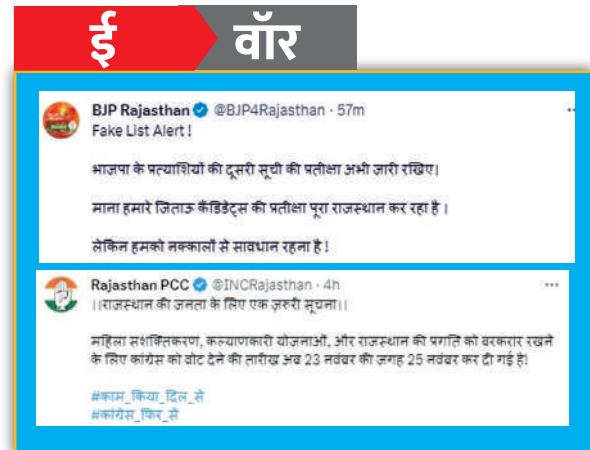 ई वॉर
BJP Rajasthan @BJP4Rajasthan · 57m
Fake List Alert !
भाजपा के प्रत्याशियों की दूसरी सूची की प्रतीक्षा अभी जारी रखिए।
माना हमारे जिताऊ कैंडिडेट्स की प्रतीक्षा पूरा राजस्थान कर रहा है ।
लेकिन हमको नक्कालों से सावधान रहना है !
Rajasthan PCC @INCRajasthan · 4h
।।राजस्थान की जनता के लिए एक ज़रुरी सूचना।।
महिला सशक्तिकरण, कल्याणकारी योजनाओं, और राजस्थान की प्रगति को बरकरार रखने
के लिए कांग्रेस को वोट देने की तारीख अब 23 नवंबर की जगह 25 नवंबर कर दी गई है!
#काम_किया_दिल_से
#कांग्रेस_फिर_से